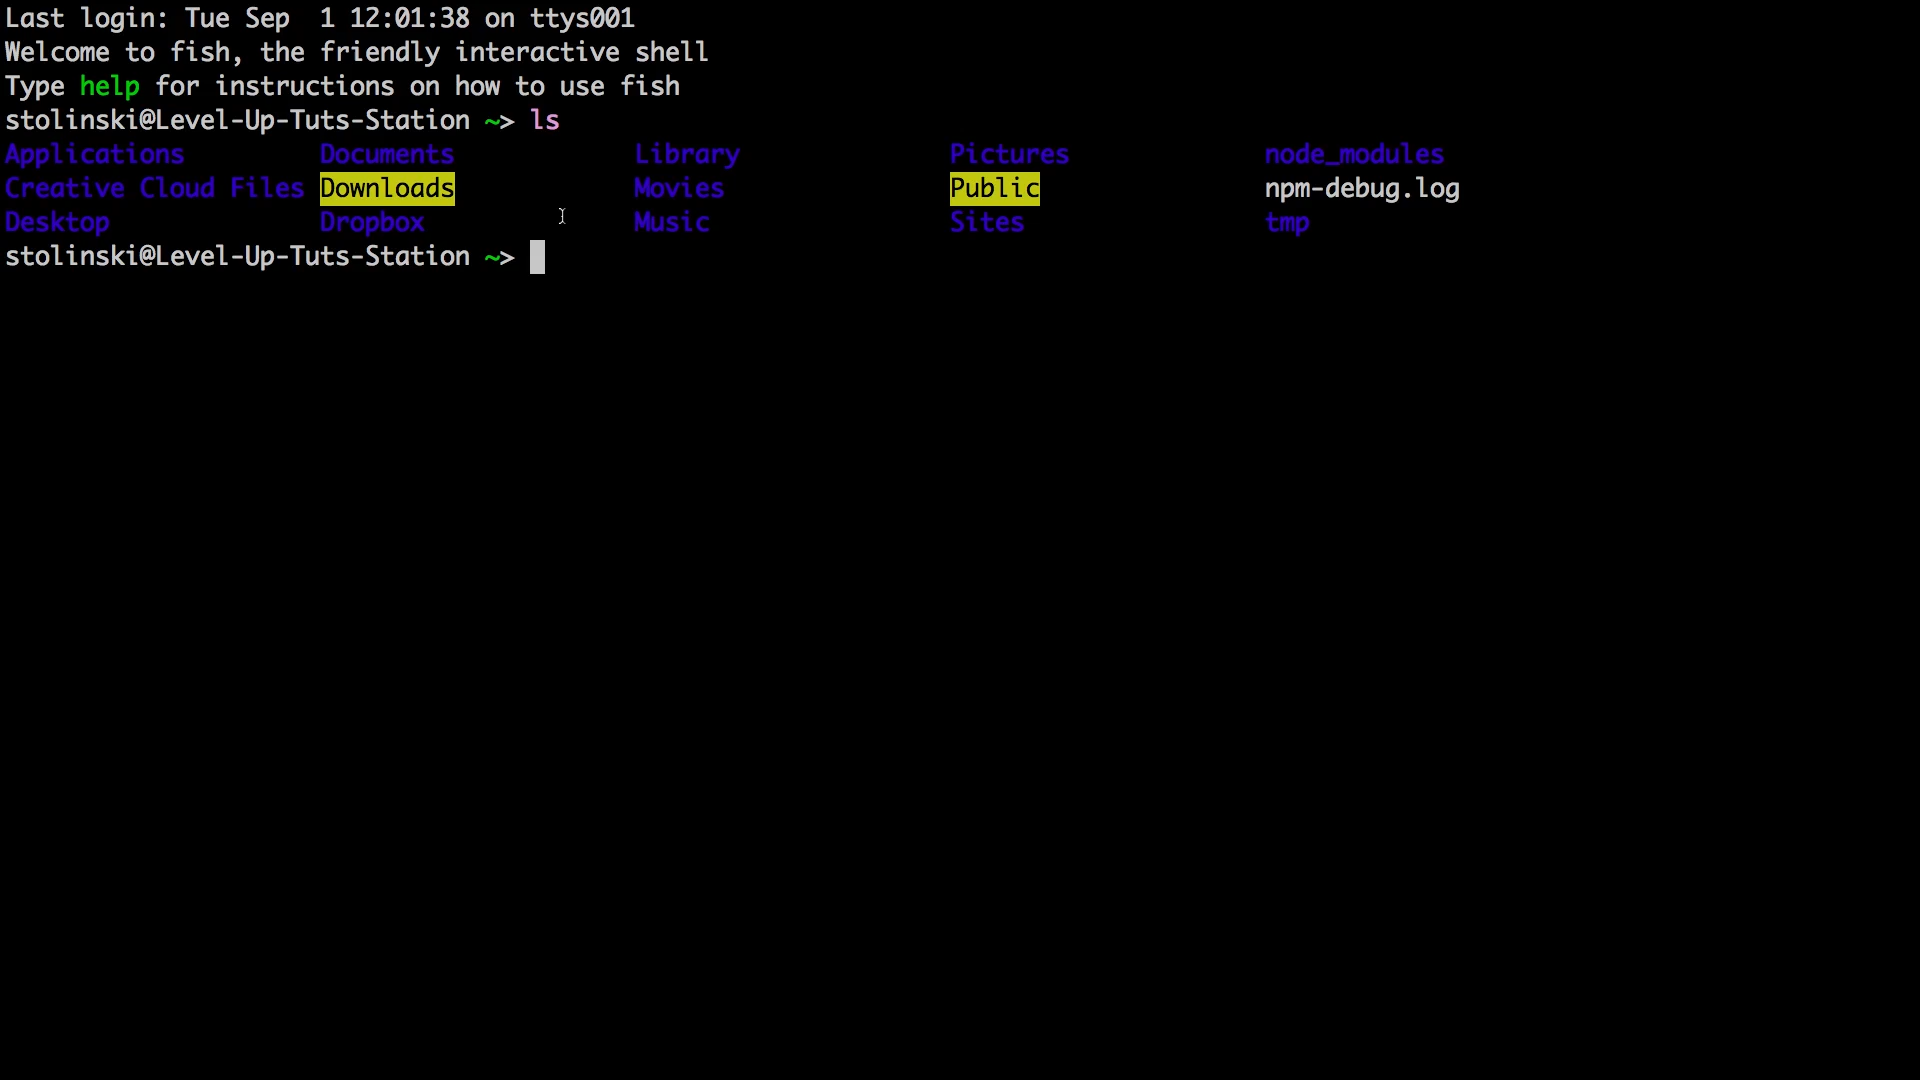 Last login: Tue Sep  1 12:01:38 on ttys001
Welcome to fish, the friendly interactive shell
Type help for instructions on how to use fish
stolinski@Level-Up-Tuts-Station ~> ls
Applications Documents Library Pictures node_modules
Creative Cloud Files Downloads Movies Public npm-debug.log
Desktop Dropbox Music Sites tmp
stolinski@Level-Up-Tuts-Station ~>